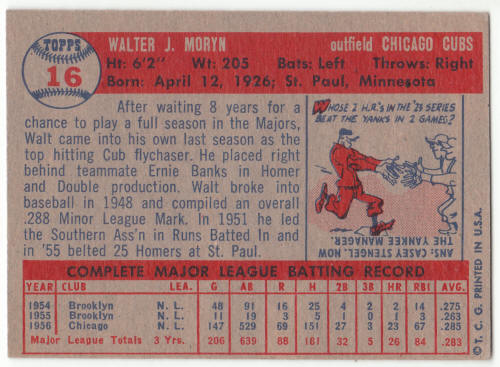 TOPPS
16
WALTER J. MORYN outfield CHICAGO CUBS
Ht: 6'2" Wt: 205 Bats: Left Throws: Right
Born: April 12, 1926; St. Paul, Minnesota
After waiting 8 years for a
chance to play a full season in the Majors,
Walt came into his own last season as the
top hitting Cub flychaser. He placed right
behind teammate Ernie Banks in Homer
and Double production. Walt broke into
baseball in 1948 and compiled an overall
.288 Minor League Mark. In 1951 he led the
Southern Ass'n in Runs Batted In and
in '55 belted 25 Homers at St. Paul.
WHOSE 2 H.R.'S IN THE '23 SERIES
BEAT THE YANKS IN 2 GAMES?
ANS: CASEY STENGEL. NOW
THE YANKEE MANAGER.
COMPLETE MAJOR LEAGUE BATTING RECORD
YEAR CLUB LEA. G AB R H 2B 3B HR RBI AVG.
1954 Brooklyn N. L. 48 91 16 25 4 2 2 14 .275
1955 Brooklyn N. L. 11 19 3 5 1 0 1 3 .263
1956 Chicago N. L. 147 529 69 151 27 3 23 67 .285
Major League Totals 3 Yrs. 206 639 88 181 32 5 26 84 .283
© T. C. G. PRINTED IN U.S.A.